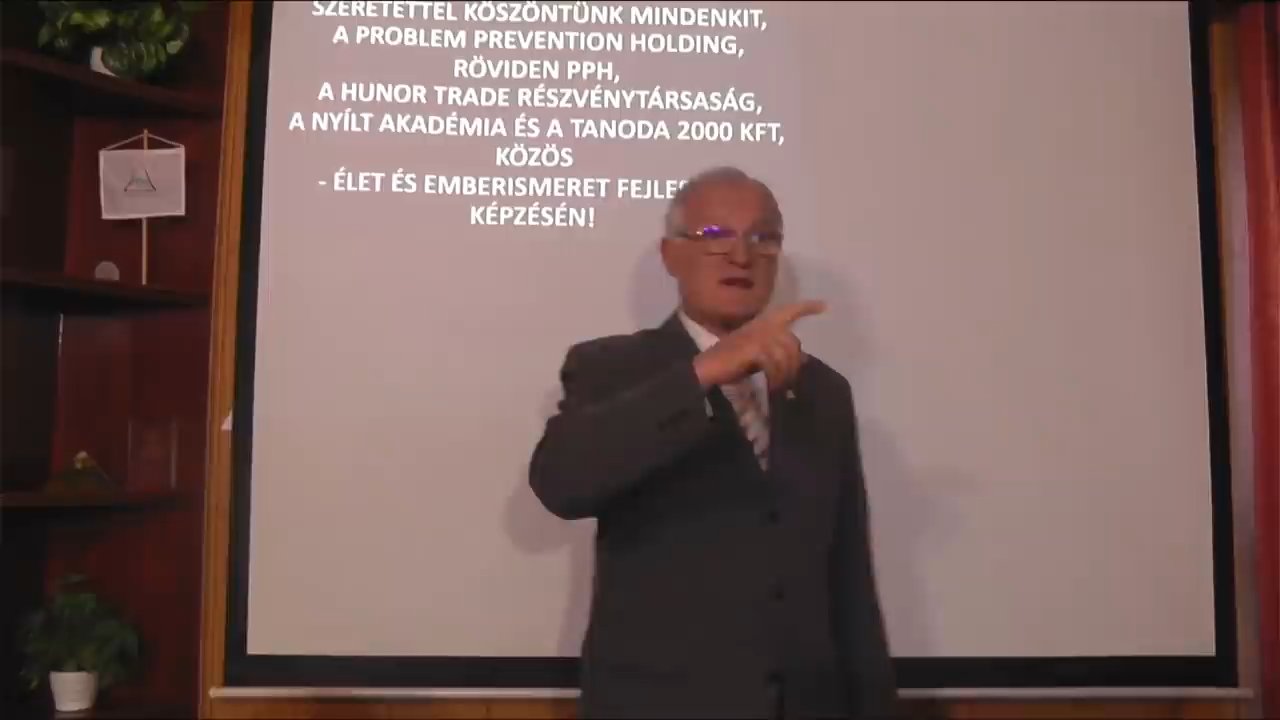 SZERETETTEL KÖSZÖNTÜNK MINDENKIT,
A PROBLEM PREVENTION HOLDING,
RÖVIDEN PPH,
A HUNOR TRADE RÉSZVÉNYTÁRSASÁG,
A NYÍLT AKADÉMIA ÉS A TANODA 2000 KFT,
KÖZÖS
- ÉLET ÉS EMBERISMERET
KÉPZÉSÉN!